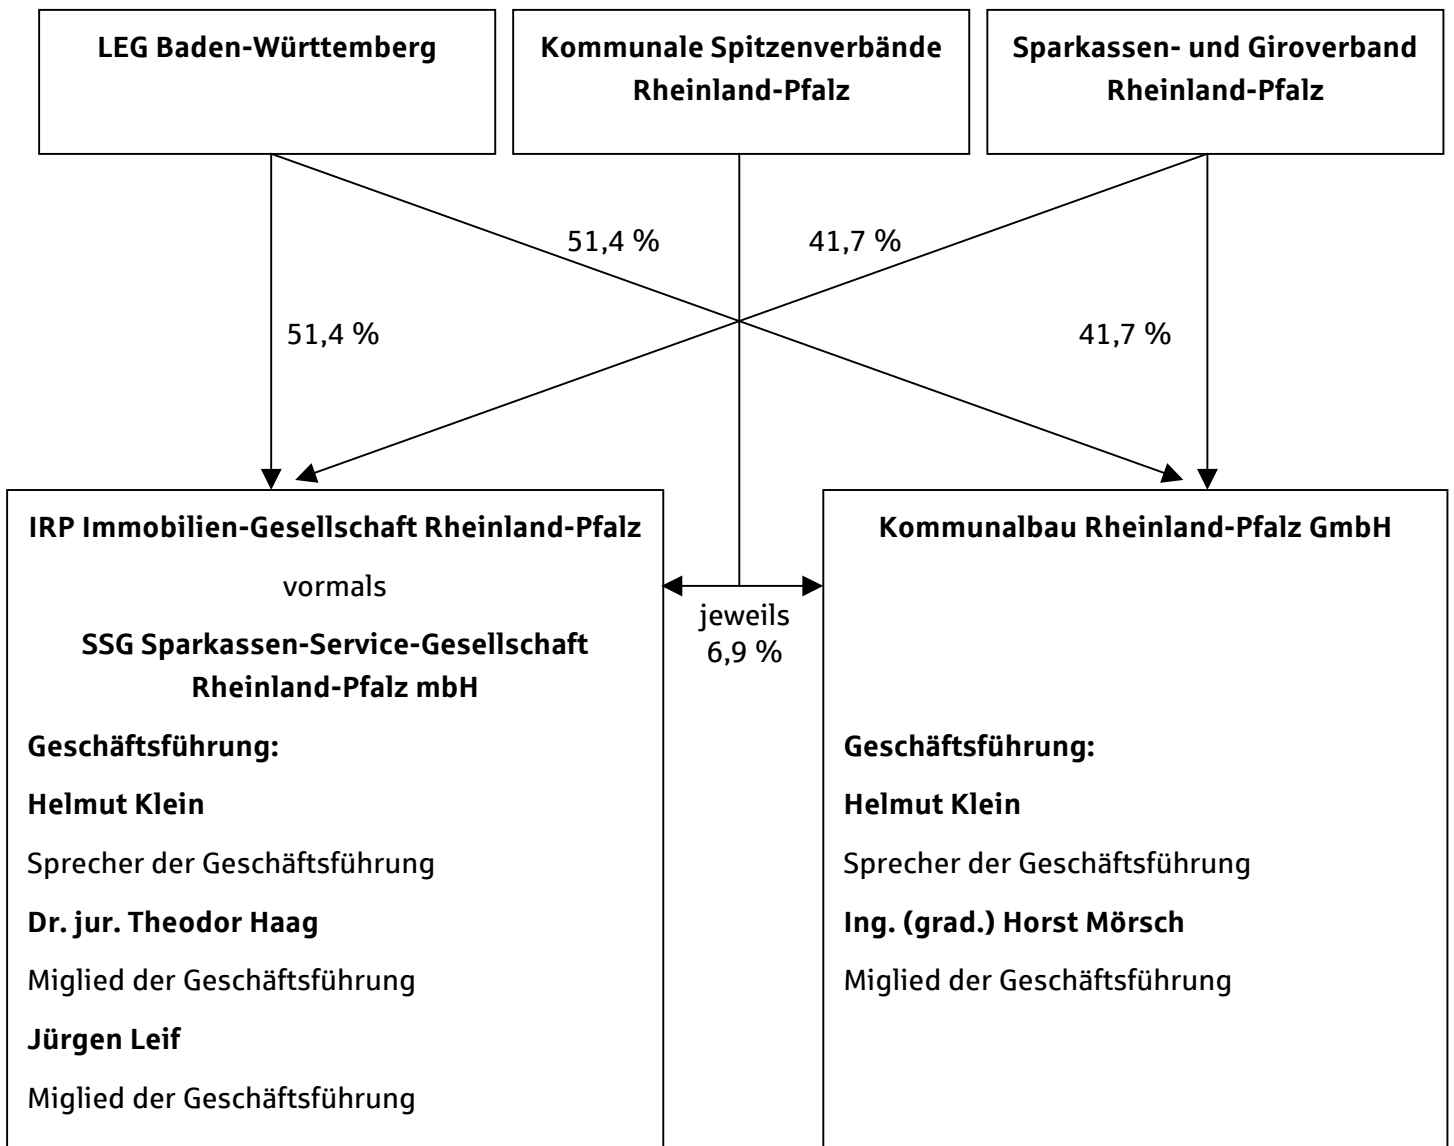 LEG Baden-Württemberg
Kommunale Spitzenverbände
Rheinland-Pfalz
Sparkassen- und Giroverband
Rheinland-Pfalz
51,4 %
41,7 %
51,4 %
41,7 %
IRP Immobilien-Gesellschaft Rheinland-Pfalz
vormals
SSG Sparkassen-Service-Gesellschaft
Rheinland-Pfalz mbH
Geschäftsführung:
Helmut Klein
Sprecher der Geschäftsführung
Dr. jur. Theodor Haag
Miglied der Geschäftsführung
Jürgen Leif
Miglied der Geschäftsführung
jeweils
6,9 %
Kommunalbau Rheinland-Pfalz GmbH
Geschäftsführung:
Helmut Klein
Sprecher der Geschäftsführung
Ing. (grad.) Horst Mörsch
Miglied der Geschäftsführung